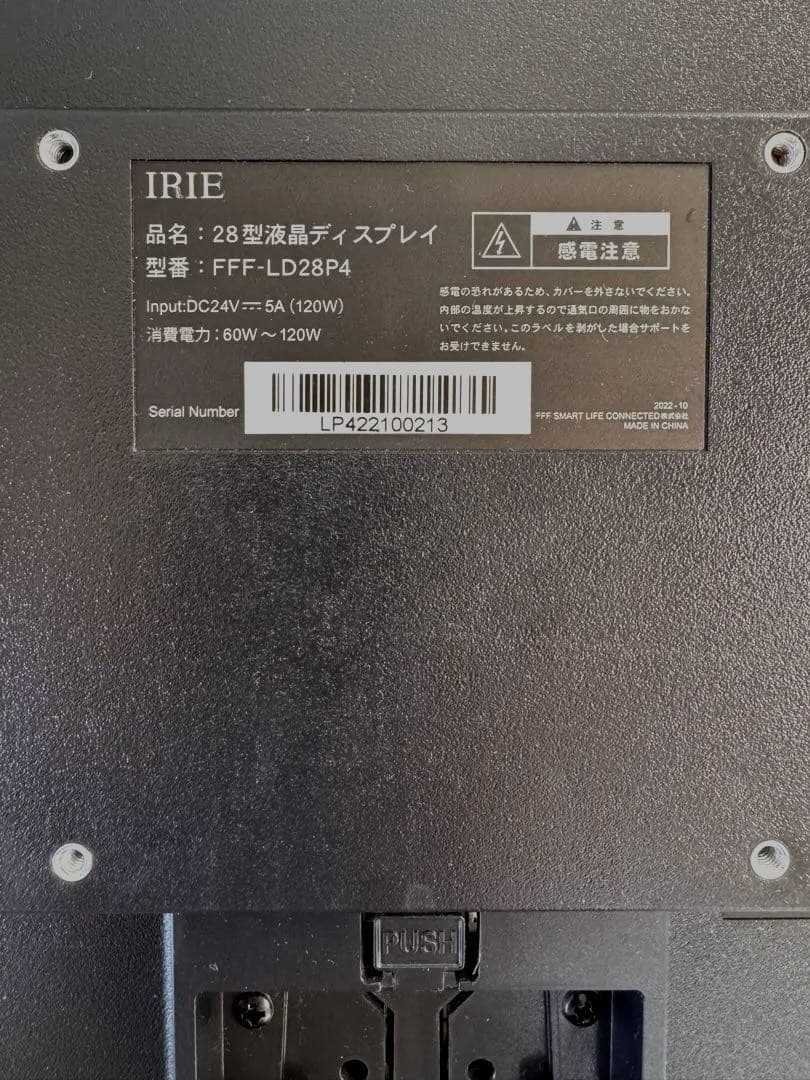 IRIE
品名：28型液晶ディスプレイ
型番：FFF-LD28P4
Input:DC24V⎓5A (120W)
消費電力：60W～120W
注 意
感電注意
感電の恐れがあるため、カバーを外さないでください。
内部の温度が上昇するので通気口の周囲に物をおかな
いでください。このラベルを剥がした場合サポートを
お受けできません。
Serial Number
LP422100213
2022-10
FFF SMART LIFE CONNECTED株式会社
MADE IN CHINA
PUSH